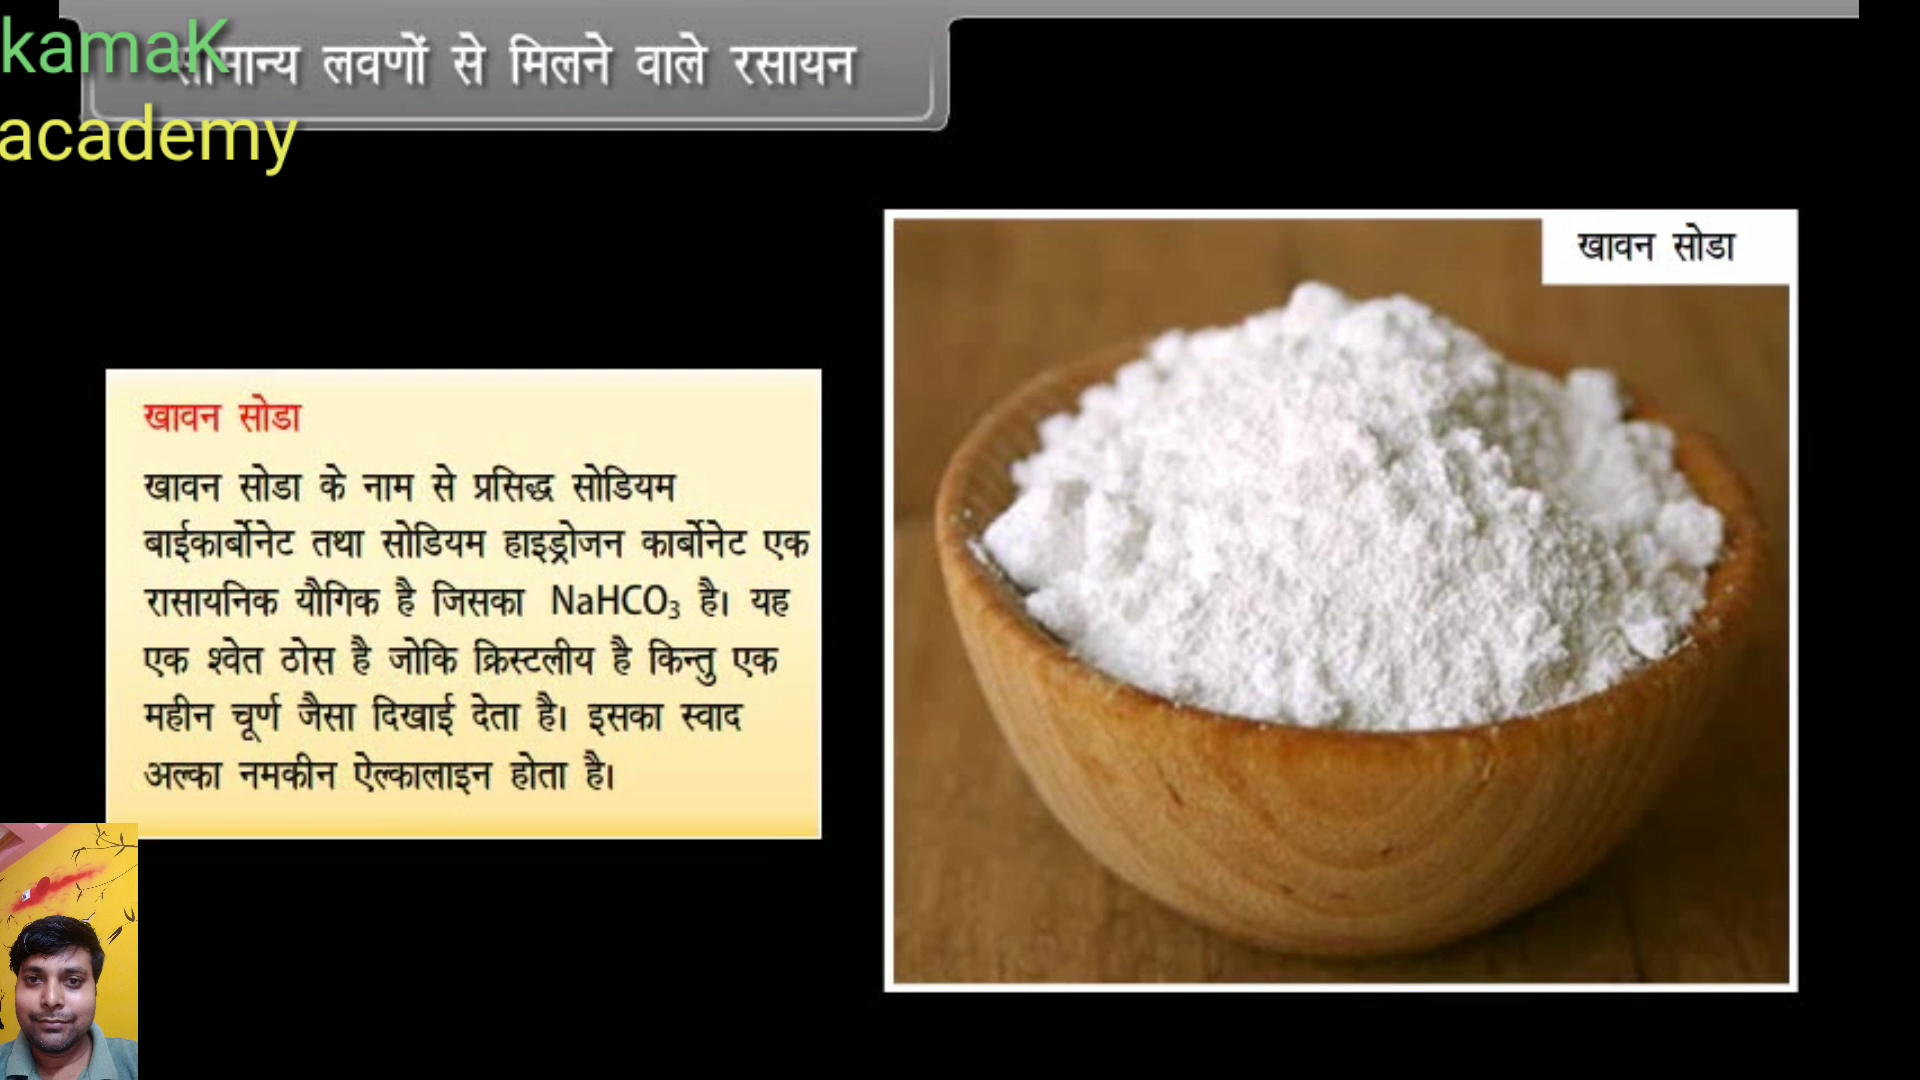 kamaK
सामान्य लवणों से मिलने वाले रसायन
academy
खावन सोडा
खावन सोडा
खावन सोडा के नाम से प्रसिद्ध सोडियम
बाईकार्बोनेट तथा सोडियम हाइड्रोजन कार्बोनेट एक
रासायनिक यौगिक है जिसका NaHCO₃ है। यह
एक श्वेत ठोस है जोकि क्रिस्टलीय है किन्तु एक
महीन चूर्ण जैसा दिखाई देता है। इसका स्वाद
अल्का नमकीन ऐल्कालाइन होता है।